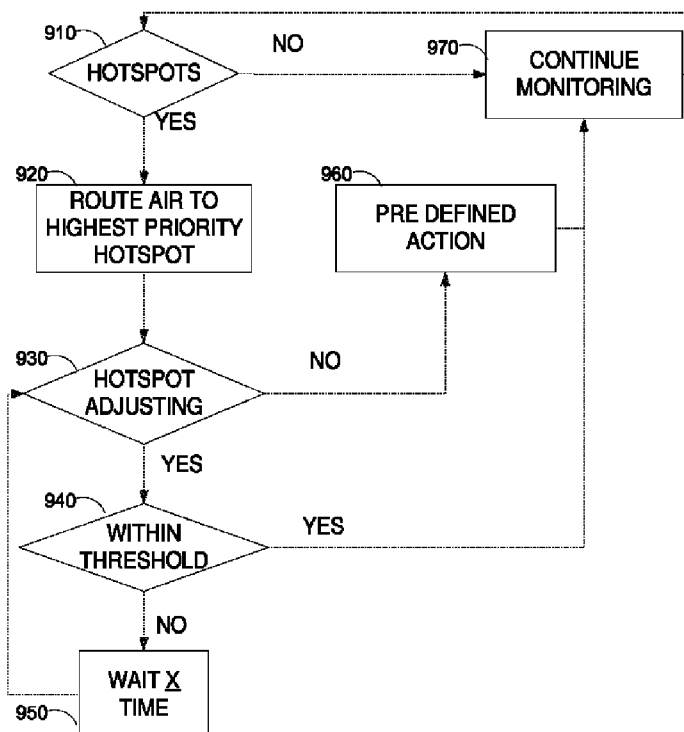 910
HOTSPOTS
NO
970
CONTINUE
MONITORING
YES
920
ROUTE AIR TO
HIGHEST PRIORITY
HOTSPOT
960
PRE DEFINED
ACTION
930
HOTSPOT
ADJUSTING
NO
YES
940
WITHIN
THRESHOLD
YES
NO
WAIT X
TIME
950